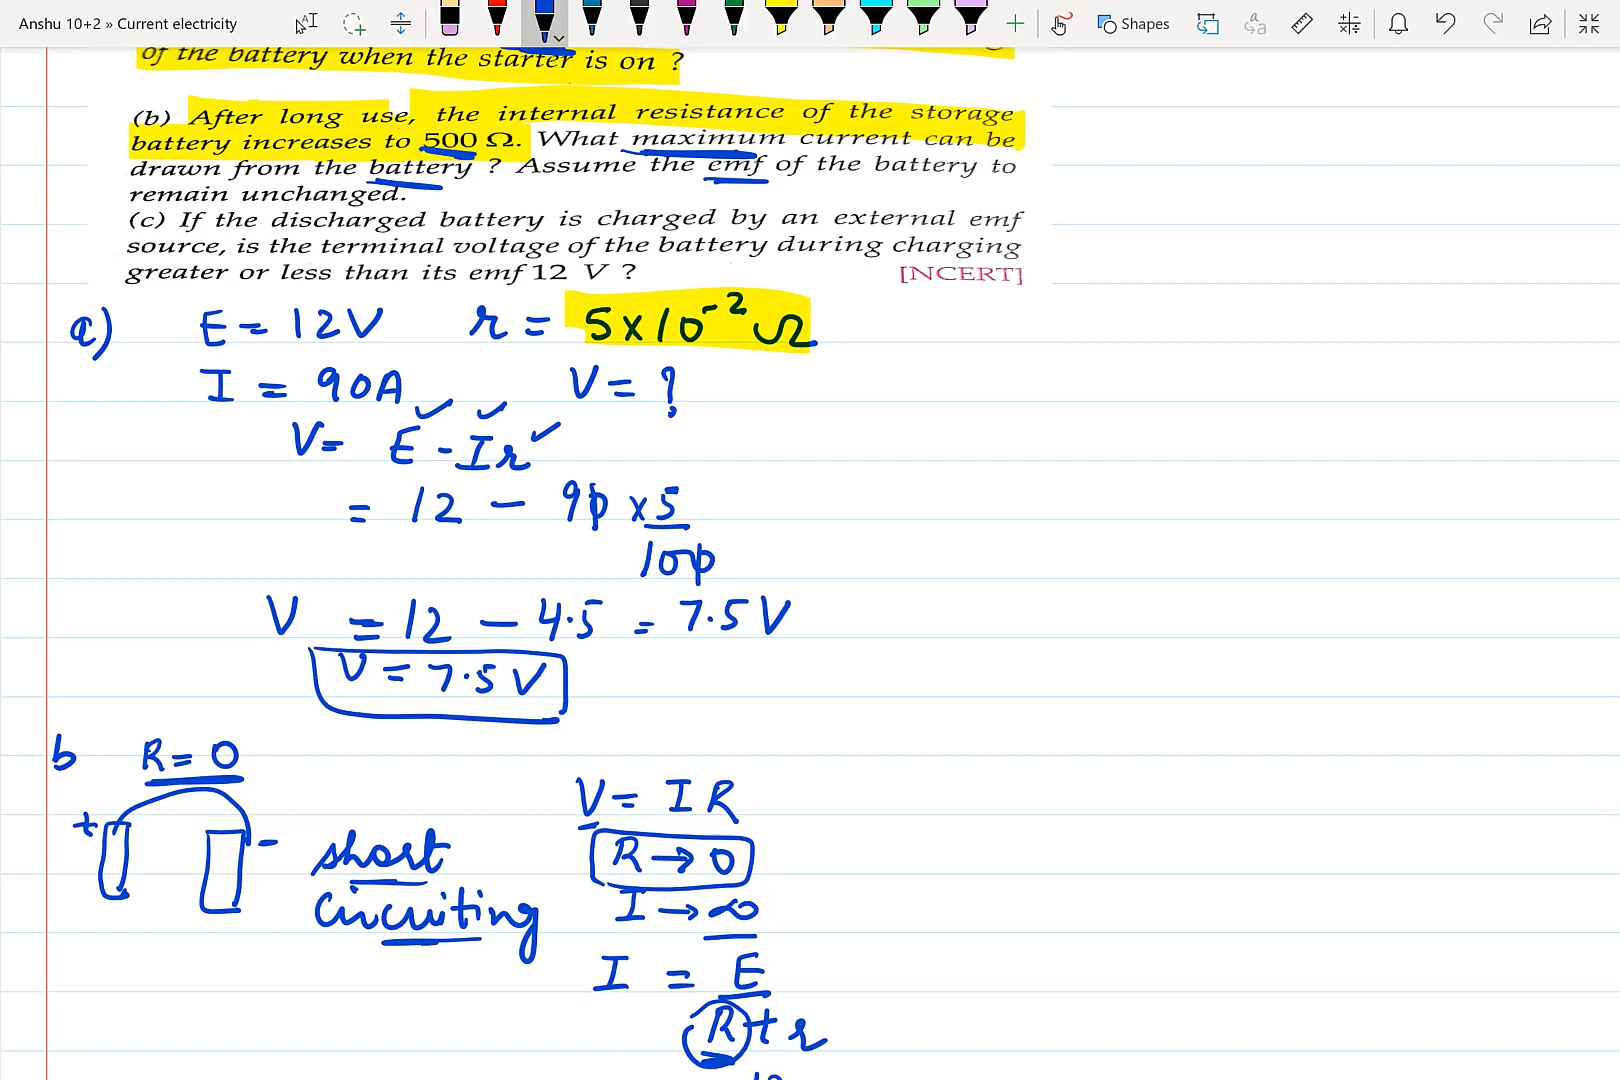 Anshu 10+2 » Current electricity
Shapes
of the battery when the starter is on ?
(b) After long use, the internal resistance of the storage
battery increases to 500 Ω. What maximum current can be
drawn from the battery ? Assume the emf of the battery to
remain unchanged.
(c) If the discharged battery is charged by an external emf
source, is the terminal voltage of the battery during charging
greater or less than its emf 12 V ? [NCERT]
a) E = 12V r = 5×10⁻² Ω
I = 90A V = ?
V = E - Ir
= 12 - 90 × 5
100
V = 12 - 4.5 = 7.5 V
V = 7.5 V
b R = 0
+ -
short
circuiting
V = IR
R → 0
I → ∞
I = E
R + r